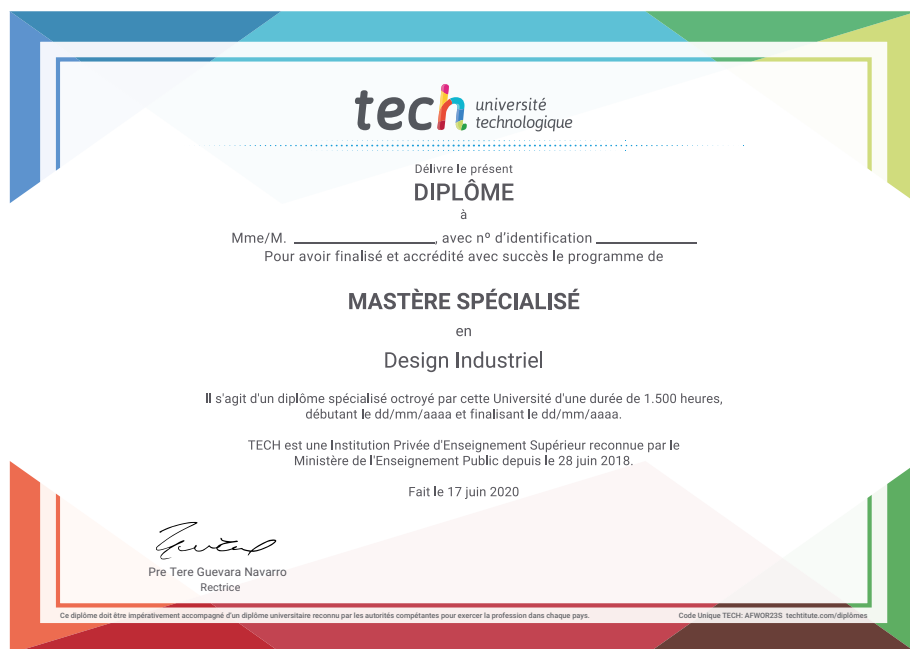 tech université
technologique
Délivre le présent
DIPLÔME
à
Mme/M. ____________________, avec nº d'identification ______________
Pour avoir finalisé et accrédité avec succès le programme de
MASTÈRE SPÉCIALISÉ
en
Design Industriel
Il s'agit d'un diplôme spécialisé octroyé par cette Université d'une durée de 1.500 heures,
débutant le dd/mm/aaaa et finalisant le dd/mm/aaaa.
TECH est une Institution Privée d'Enseignement Supérieur reconnue par le
Ministère de l'Enseignement Public depuis le 28 juin 2018.
Fait le 17 juin 2020
Pre Tere Guevara Navarro
Rectrice
Ce diplôme doit être impérativement accompagné d'un diplôme universitaire reconnu par les autorités compétentes pour exercer la profession dans chaque pays.
Code Unique TECH: AFWOR23S techtitute.com/diplômes